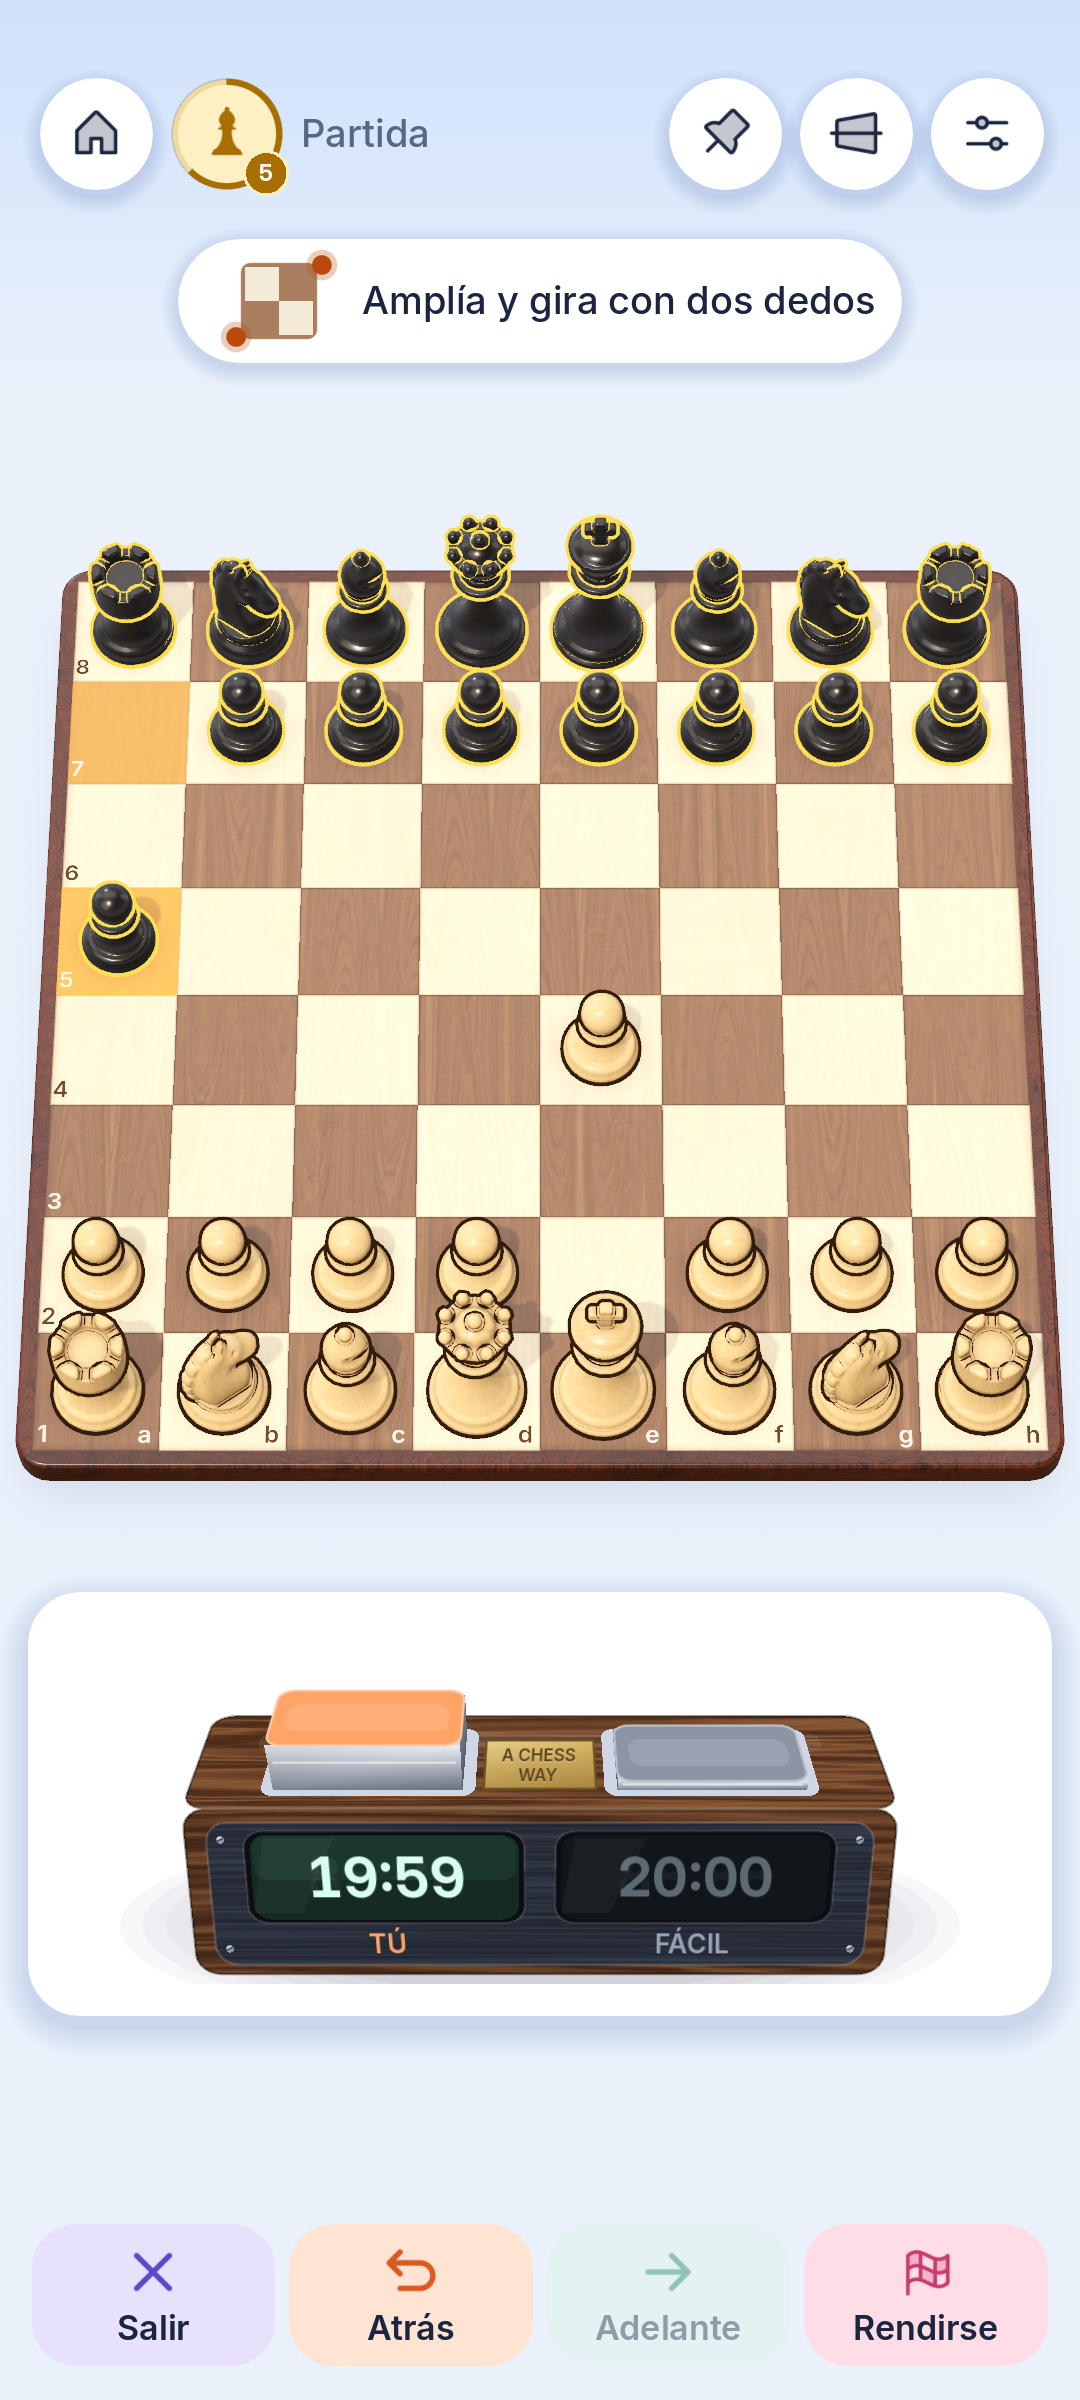 Partida
5
Amplía y gira con dos dedos
8
7
6
5
4
3
2
1 a b c d e f g h
A CHESS
WAY
19:59 20:00
TÚ FÁCIL
Salir Atrás Adelante Rendirse